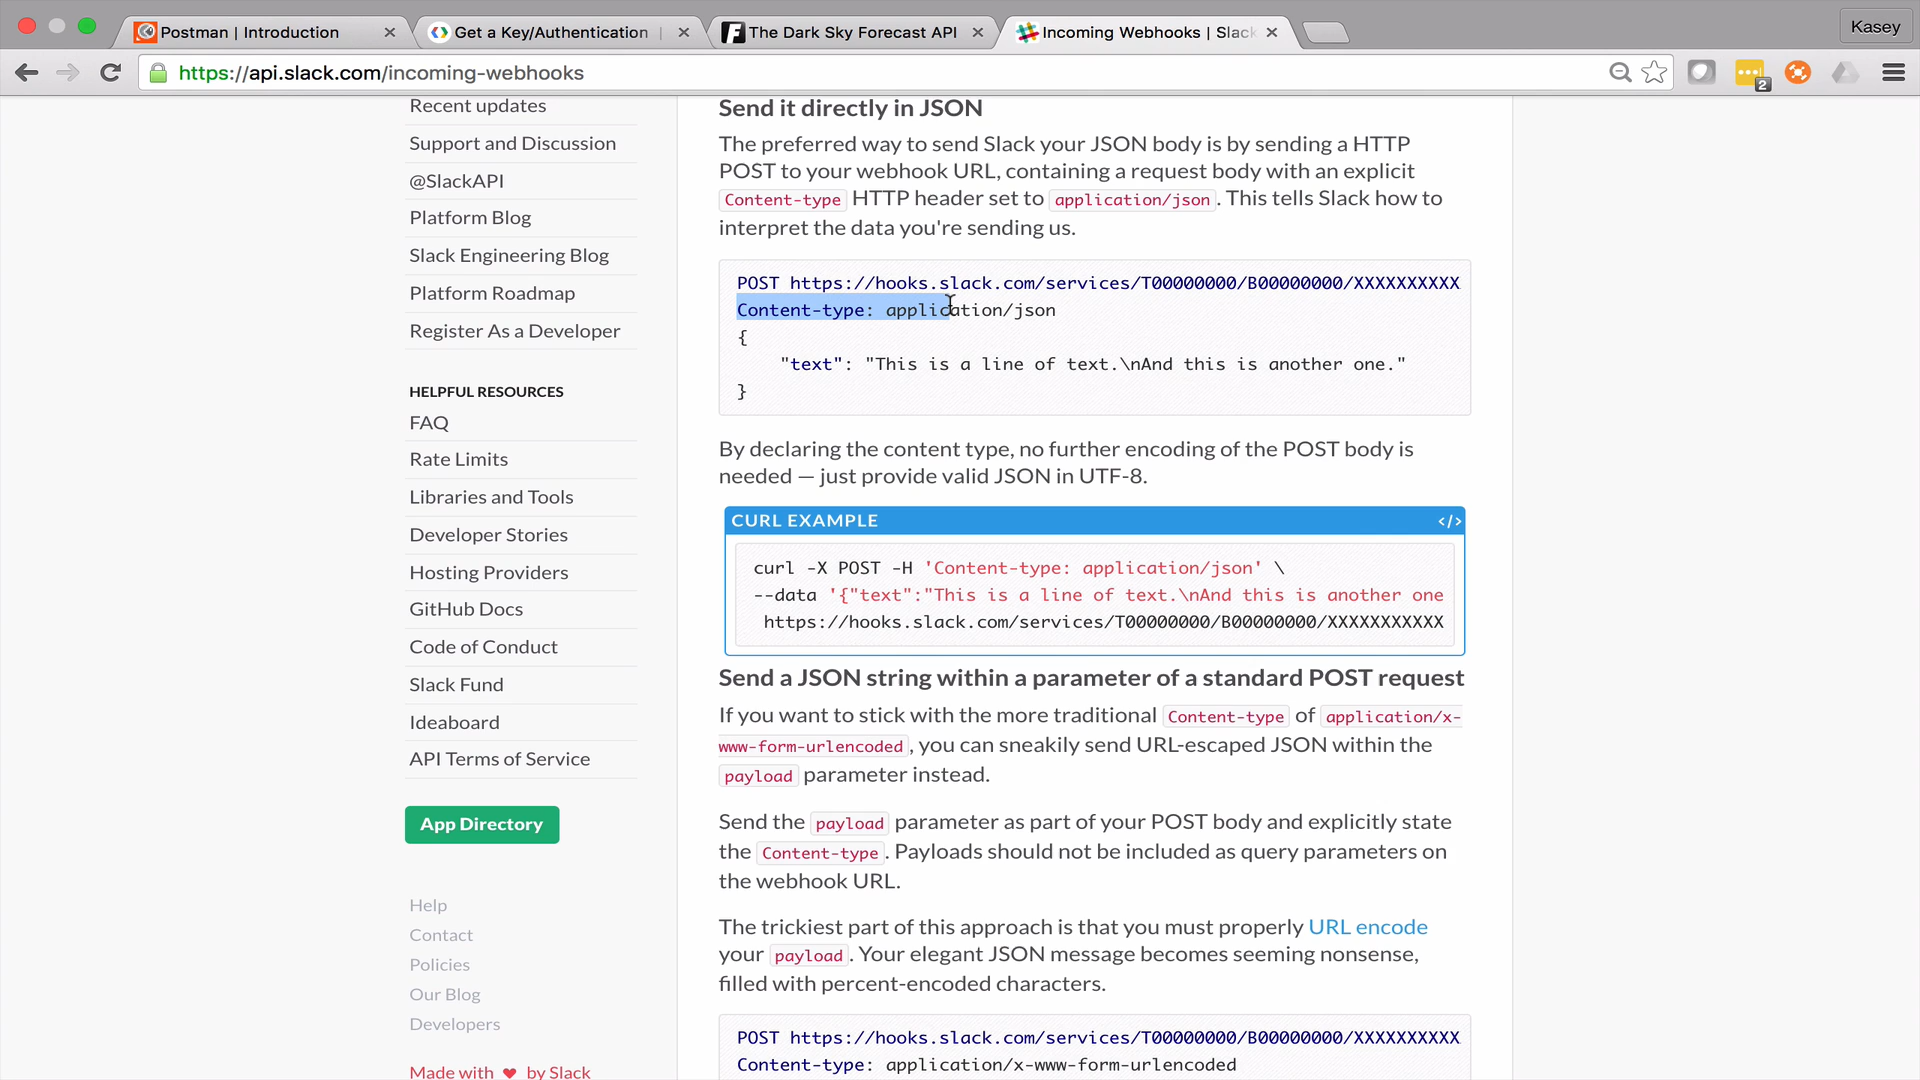 Postman | Introduction
Get a Key/Authentication |
The Dark Sky Forecast API
Incoming Webhooks | Slack
Kasey
https://api.slack.com/incoming-webhooks
2
Recent updates
Support and Discussion
@SlackAPI
Platform Blog
Slack Engineering Blog
Platform Roadmap
Register As a Developer
HELPFUL RESOURCES
FAQ
Rate Limits
Libraries and Tools
Developer Stories
Hosting Providers
GitHub Docs
Code of Conduct
Slack Fund
Ideaboard
API Terms of Service
App Directory
Help
Contact
Policies
Our Blog
Developers
Made with ♥ by Slack
Send it directly in JSON
The preferred way to send Slack your JSON body is by sending a HTTP
POST to your webhook URL, containing a request body with an explicit
Content-type HTTP header set to application/json. This tells Slack how to
interpret the data you're sending us.
POST https://hooks.slack.com/services/T00000000/B00000000/XXXXXXXXXX
Content-type: application/json
{
"text": "This is a line of text.\nAnd this is another one."
}
By declaring the content type, no further encoding of the POST body is
needed — just provide valid JSON in UTF-8.
CURL EXAMPLE </>
curl -X POST -H 'Content-type: application/json' \
--data '{"text":"This is a line of text.\nAnd this is another one
https://hooks.slack.com/services/T00000000/B00000000/XXXXXXXXXXX
Send a JSON string within a parameter of a standard POST request
If you want to stick with the more traditional Content-type of application/x-
www-form-urlencoded, you can sneakily send URL-escaped JSON within the
payload parameter instead.
Send the payload parameter as part of your POST body and explicitly state
the Content-type. Payloads should not be included as query parameters on
the webhook URL.
The trickiest part of this approach is that you must properly URL encode
your payload. Your elegant JSON message becomes seeming nonsense,
filled with percent-encoded characters.
POST https://hooks.slack.com/services/T00000000/B00000000/XXXXXXXXXX
Content-type: application/x-www-form-urlencoded